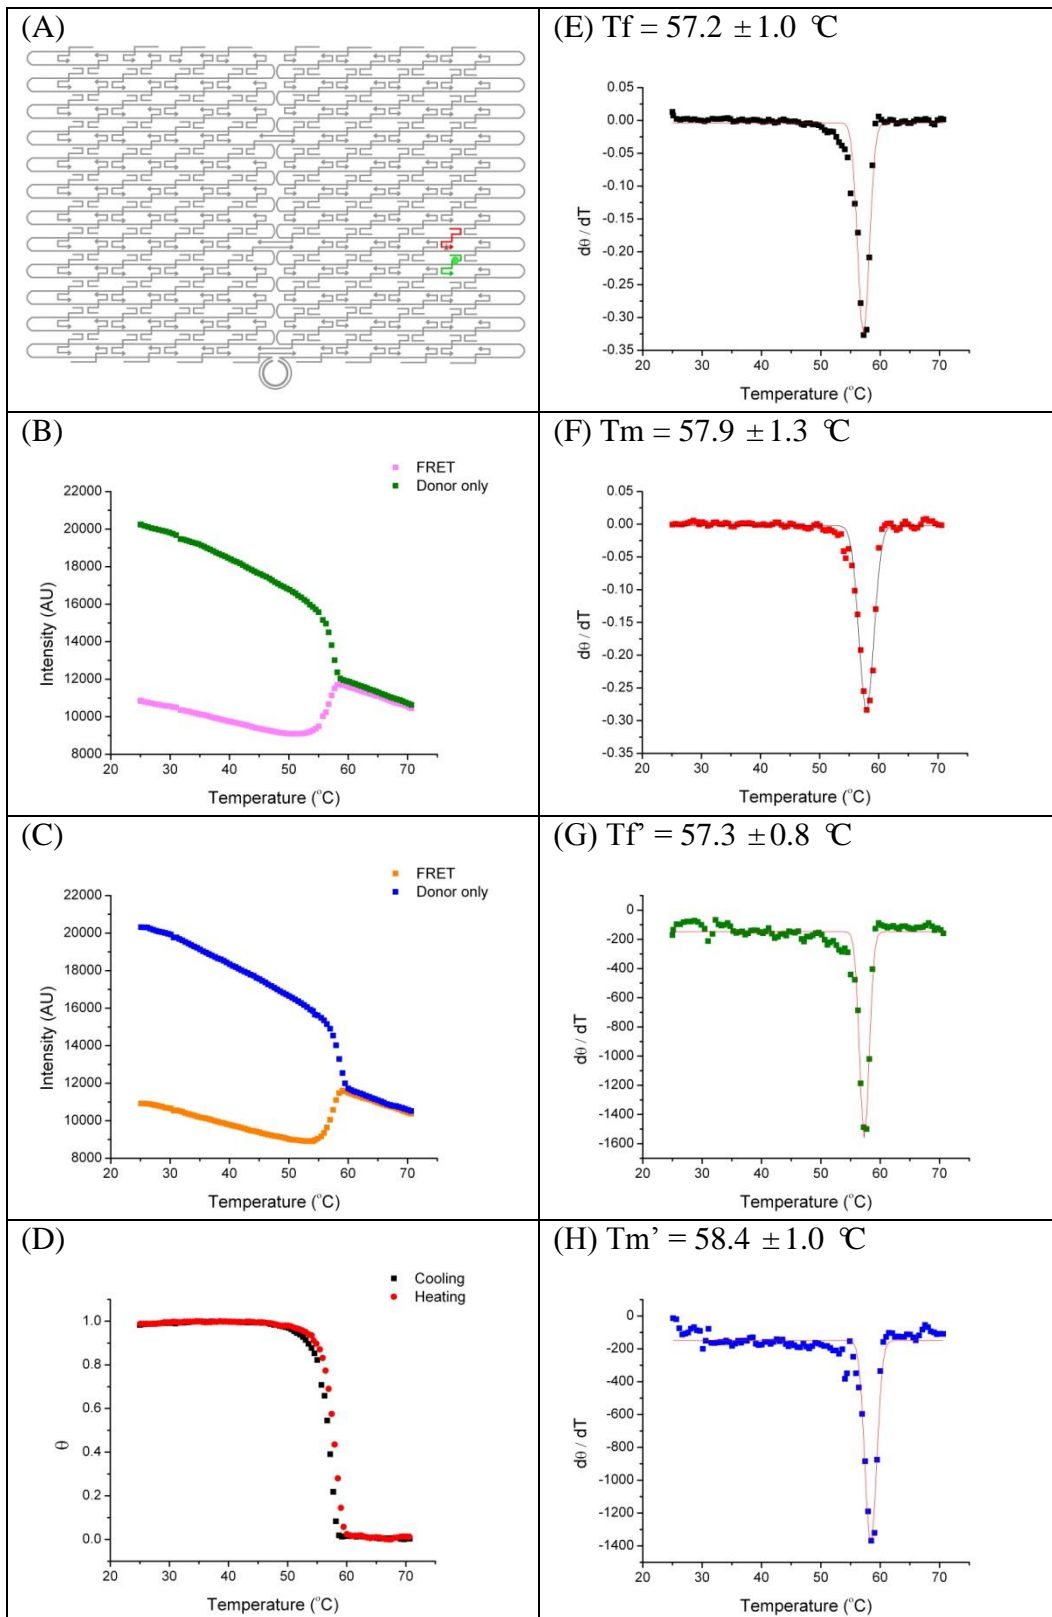 (A)
(E) Tf = 57.2 ± 1.0 ℃
0.05
0.00
-0.05
-0.10
-0.15
-0.20
-0.25
-0.30
-0.35
dθ / dT
20 30 40 50 60 70
Temperature (°C)
(B)
FRET
Donor only
22000
20000
18000
16000
14000
12000
10000
8000
Intensity (AU)
20 30 40 50 60 70
Temperature (°C)
(F) Tm = 57.9 ± 1.3 ℃
0.05
0.00
-0.05
-0.10
-0.15
-0.20
-0.25
-0.30
-0.35
dθ / dT
20 30 40 50 60 70
Temperature (°C)
(C)
FRET
Donor only
22000
20000
18000
16000
14000
12000
10000
8000
Intensity (AU)
20 30 40 50 60 70
Temperature (°C)
(G) Tf’ = 57.3 ± 0.8 ℃
0
-200
-400
-600
-800
-1000
-1200
-1400
-1600
dθ / dT
20 30 40 50 60 70
Temperature (°C)
(D)
Cooling
Heating
1.0
0.8
0.6
0.4
0.2
0.0
θ
20 30 40 50 60 70
Temperature (°C)
(H) Tm’ = 58.4 ± 1.0 ℃
0
-200
-400
-600
-800
-1000
-1200
-1400
dθ / dT
20 30 40 50 60 70
Temperature (°C)